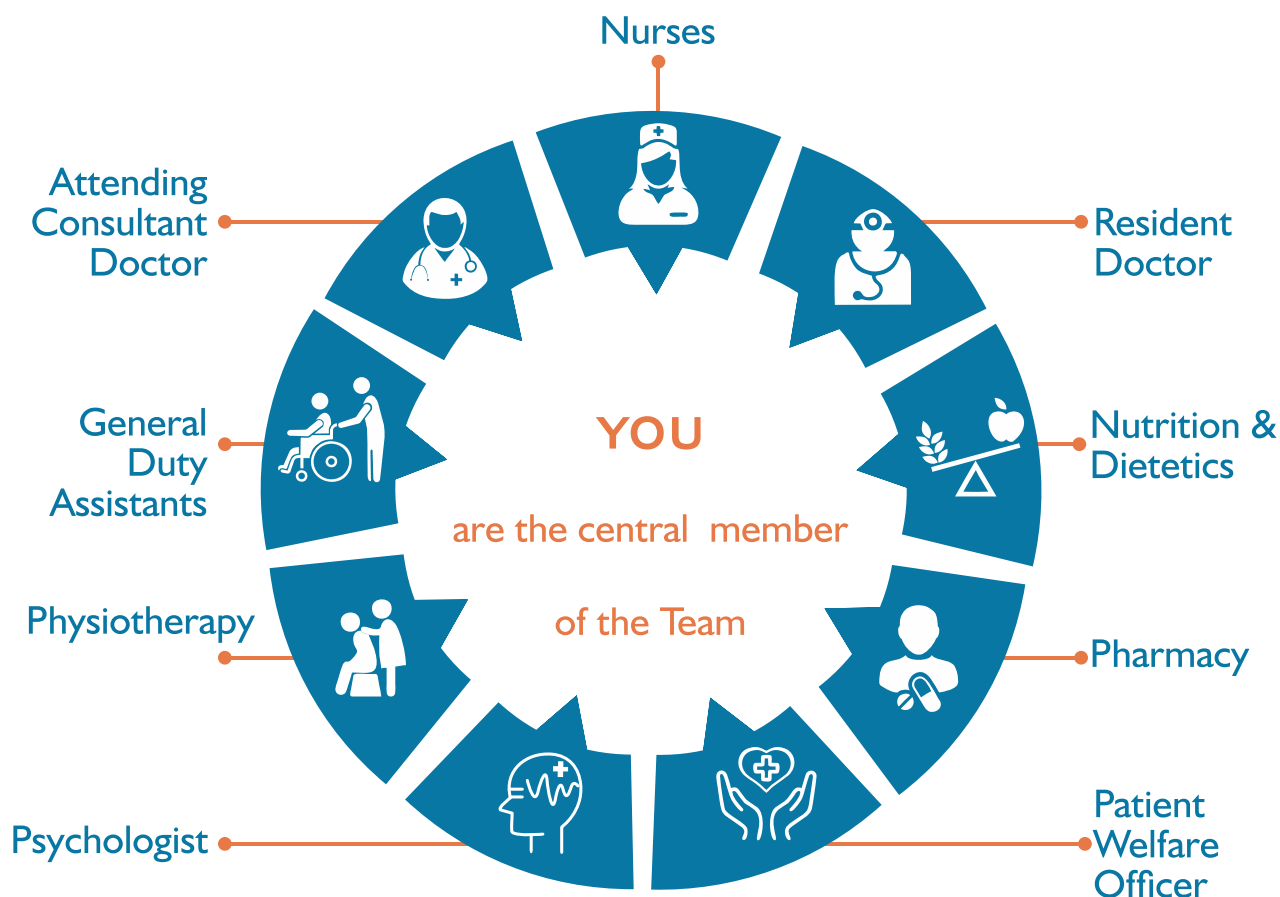 Nurses
Attending
Consultant
Doctor
Resident
Doctor
General
Duty
Assistants
YOU
are the central member
of the Team
Nutrition &
Dietetics
Physiotherapy
Pharmacy
Psychologist
Patient
Welfare
Officer